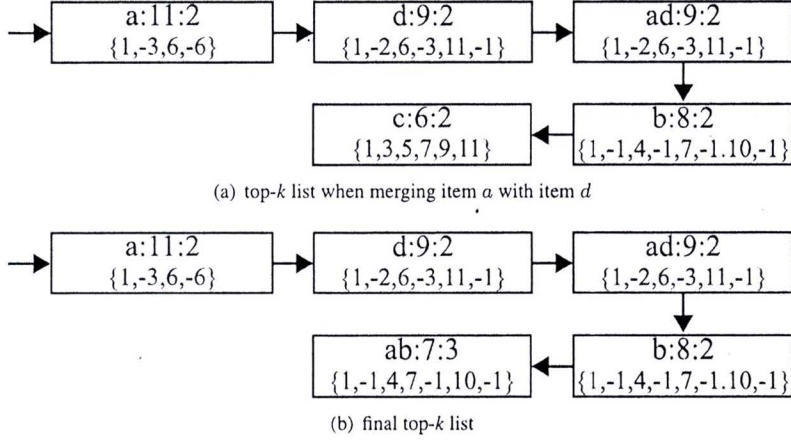 a:11:2
{1,-3,6,-6}
d:9:2
{1,-2,6,-3,11,-1}
ad:9:2
{1,-2,6,-3,11,-1}
c:6:2
{1,3,5,7,9,11}
b:8:2
{1,-1,4,-1,7,-1.10,-1}
(a) top-k list when merging item a with item d
a:11:2
{1,-3,6,-6}
d:9:2
{1,-2,6,-3,11,-1}
ad:9:2
{1,-2,6,-3,11,-1}
ab:7:3
{1,-1,4,7,-1,10,-1}
b:8:2
{1,-1,4,-1,7,-1.10,-1}
(b) final top-k list